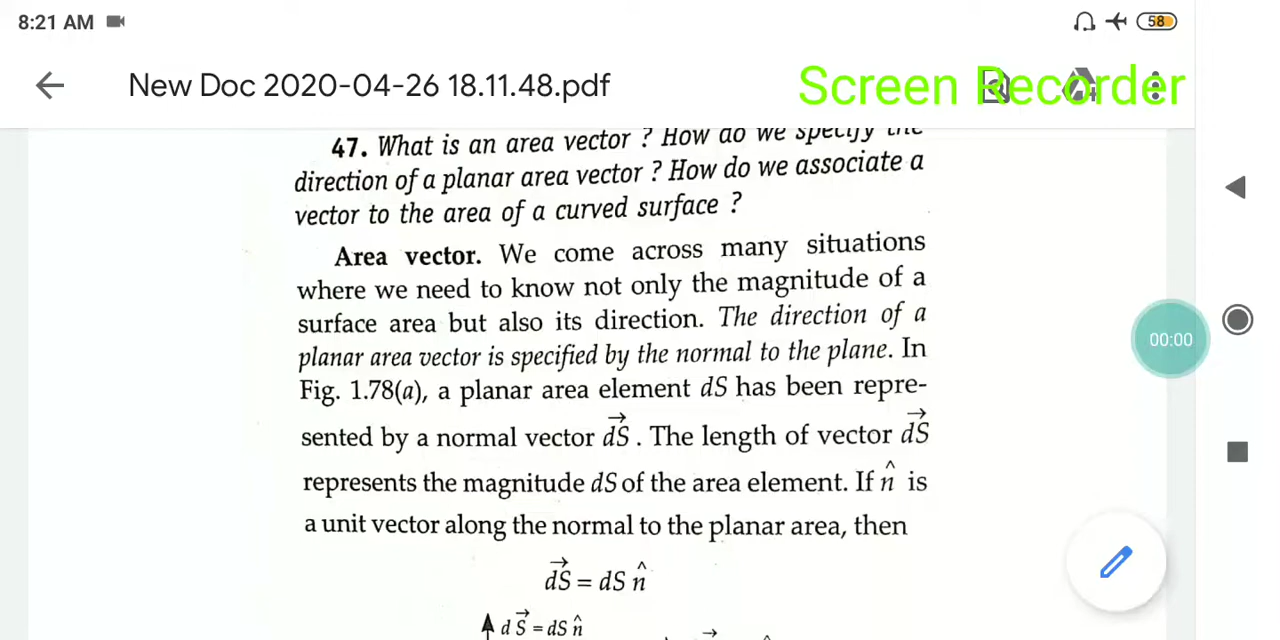 8:21 AM
58
New Doc 2020-04-26 18.11.48.pdf
Screen Recorder
47. What is an area vector ? How do we specify the
direction of a planar area vector ? How do we associate a
vector to the area of a curved surface ?
Area vector. We come across many situations
where we need to know not only the magnitude of a
surface area but also its direction. The direction of a
planar area vector is specified by the normal to the plane. In
Fig. 1.78(a), a planar area element dS has been repre-
sented by a normal vector dS⃗ . The length of vector dS⃗
represents the magnitude dS of the area element. If n̂ is
a unit vector along the normal to the planar area, then
dS⃗ = dS n̂
d S⃗ = dS n̂
00:00